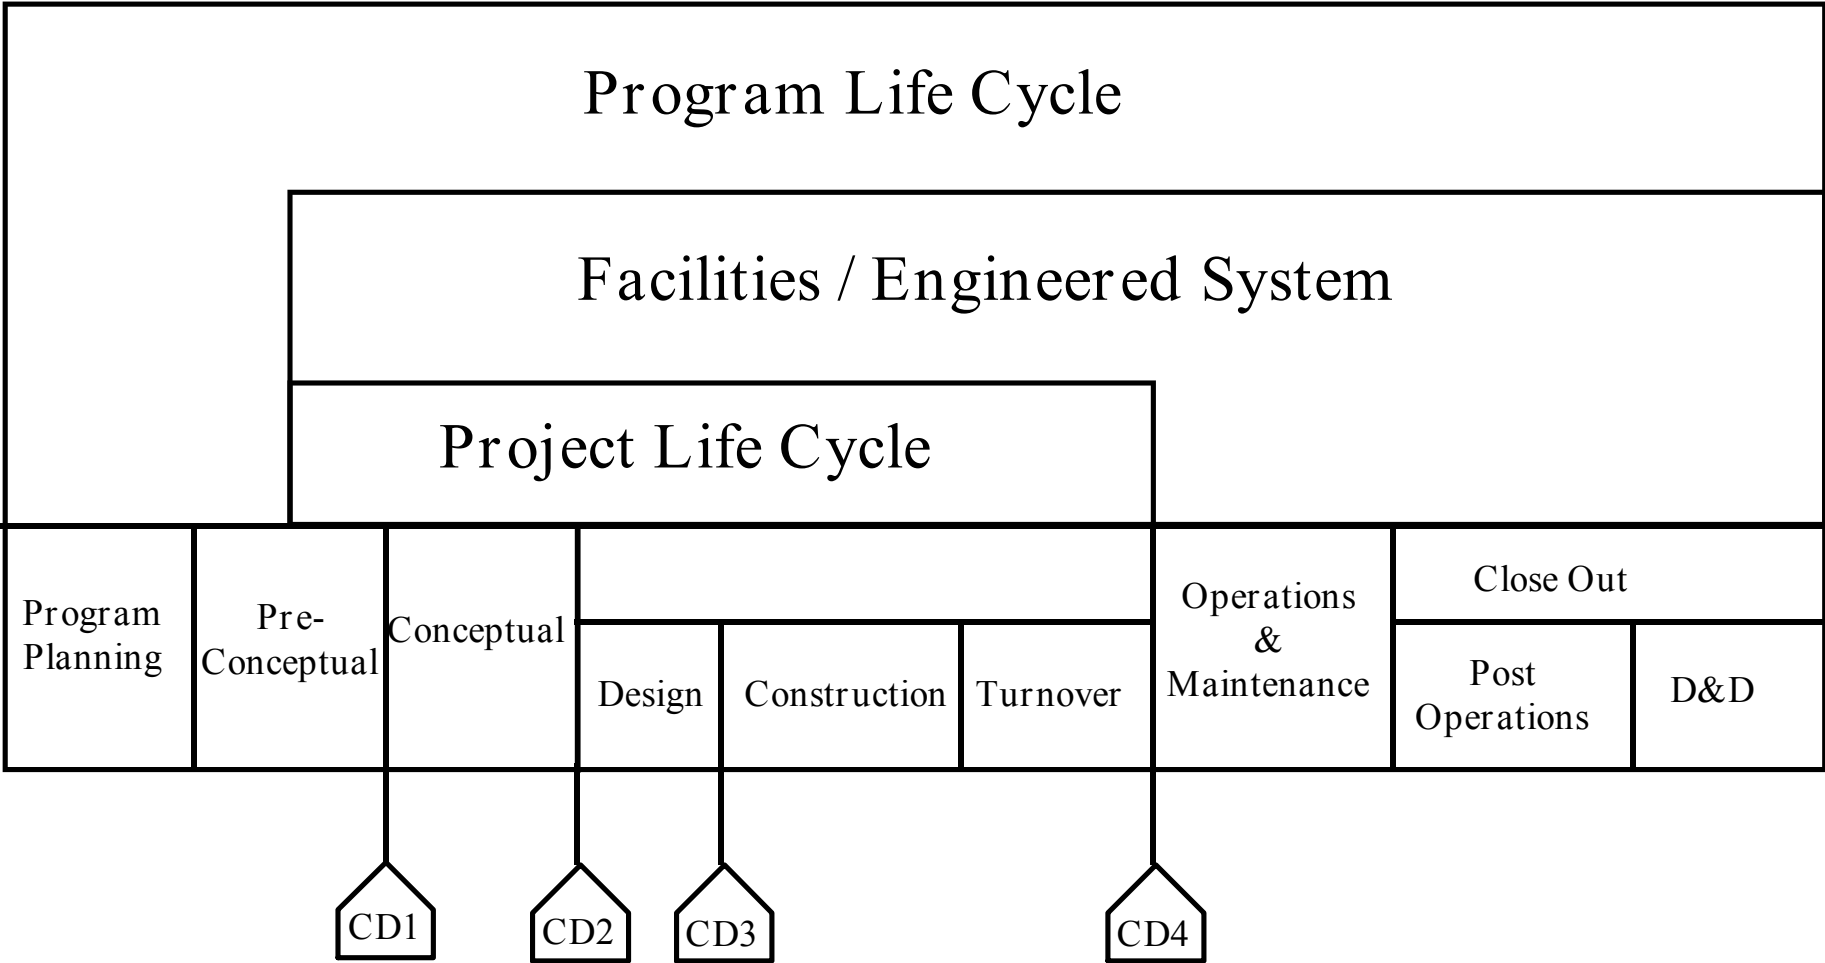 Program Life Cycle
Facilities / Engineered System
Project Life Cycle
Program
Planning
Pre-
Conceptual
Conceptual
Design
Construction
Turnover
Operations
&
Maintenance
Close Out
Post
Operations
D&D
CD1
CD2
CD3
CD4